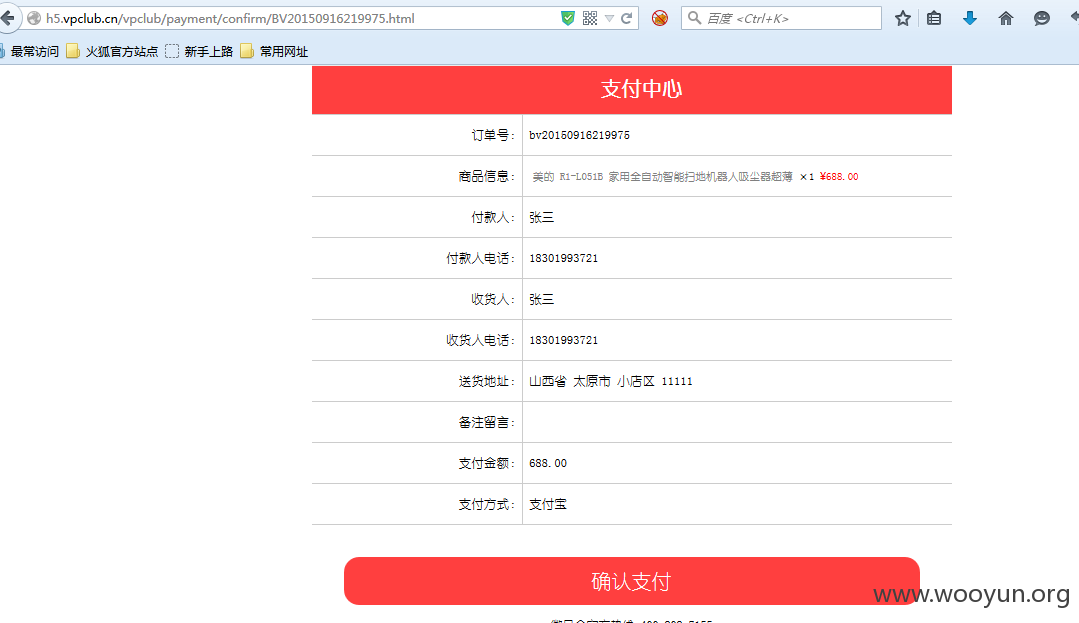 h5.vpclub.cn/vpclub/payment/confirm/BV20150916219975.html
百度 <Ctrl+K>
最常访问 火狐官方站点 新手上路 常用网址
支付中心
订单号: bv20150916219975
商品信息: 美的 R1-L051B 家用全自动智能扫地机器人吸尘器超薄 ×1 ¥688.00
付款人: 张三
付款人电话: 18301993721
收货人: 张三
收货人电话: 18301993721
送货地址: 山西省 太原市 小店区 11111
备注留言:
支付金额: 688.00
支付方式: 支付宝
确认支付
www.wooyun.org